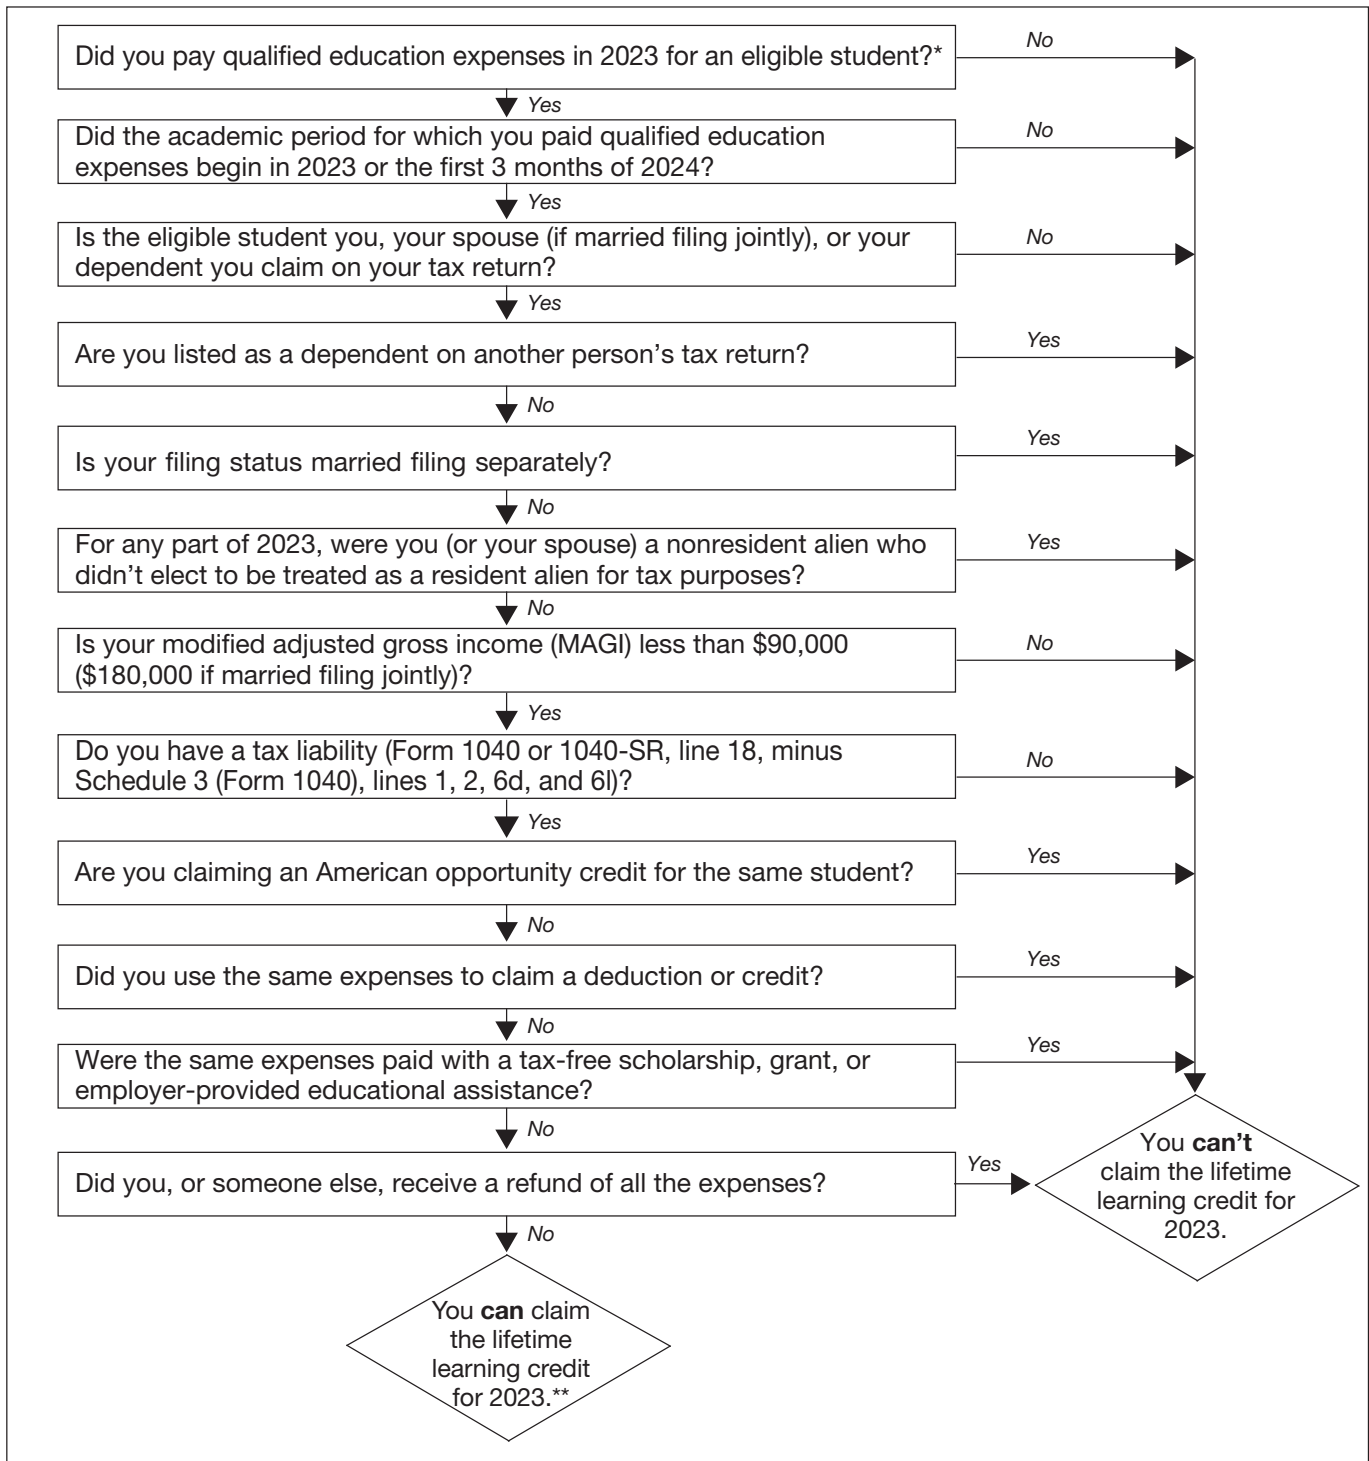 Did you pay qualified education expenses in 2023 for an eligible student?*
No
Yes
Did the academic period for which you paid qualified education
expenses begin in 2023 or the first 3 months of 2024?
No
Yes
Is the eligible student you, your spouse (if married filing jointly), or your
dependent you claim on your tax return?
No
Yes
Are you listed as a dependent on another person’s tax return?
Yes
No
Is your filing status married filing separately?
Yes
No
For any part of 2023, were you (or your spouse) a nonresident alien who
didn’t elect to be treated as a resident alien for tax purposes?
Yes
No
Is your modified adjusted gross income (MAGI) less than $90,000
($180,000 if married filing jointly)?
No
Yes
Do you have a tax liability (Form 1040 or 1040-SR, line 18, minus
Schedule 3 (Form 1040), lines 1, 2, 6d, and 6l)?
No
Yes
Are you claiming an American opportunity credit for the same student?
Yes
No
Did you use the same expenses to claim a deduction or credit?
Yes
No
Were the same expenses paid with a tax-free scholarship, grant, or
employer-provided educational assistance?
Yes
No
Did you, or someone else, receive a refund of all the expenses?
Yes
You can't
claim the lifetime
learning credit for
2023.
No
You can claim
the lifetime
learning credit
for 2023.**